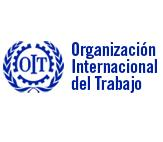 OIT
Organización
Internacional
del Trabajo